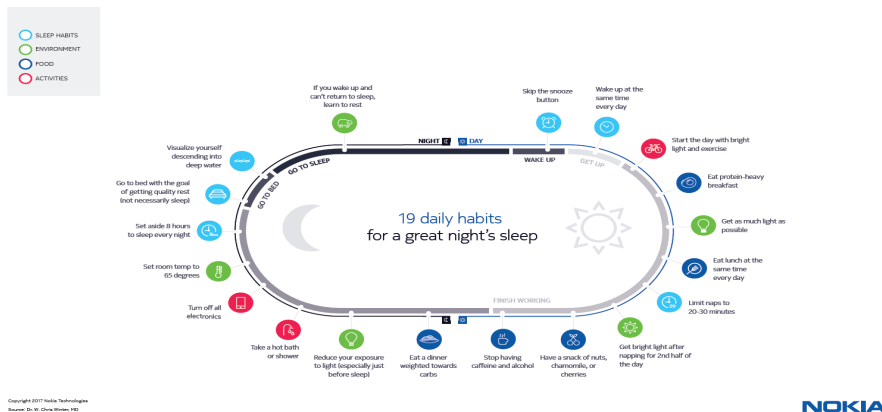 SLEEP HABITS
ENVIRONMENT
FOOD
ACTIVITIES
If you wake up and
can't return to sleep,
learn to rest
Skip the snooze
button
Wake up at the
same time
every day
Visualize yourself
descending into
deep water
NIGHT
DAY
Start the day with bright
light and exercise
GO TO SLEEP
WAKE UP
GET UP
Go to bed with the goal
of getting quality rest
(not necessarily sleep)
GO TO BED
Eat protein-heavy
breakfast
Set aside 8 hours
to sleep every night
19 daily habits
for a great night's sleep
Get as much light as
possible
Set room temp to
65 degrees
Eat lunch at the
same time
every day
Turn off all
electronics
FINISH WORKING
Limit naps to
20-30 minutes
Take a hot bath
or shower
Reduce your exposure
to light (especially just
before sleep)
Eat a dinner
weighted towards
carbs
Stop having
caffeine and alcohol
Have a snack of nuts,
chamomile, or
cherries
Get bright light after
napping for 2nd half of
the day
Copyright 2017 Nokia Technologies
Source: Dr. W. Chris Winter, MD
NOKIA